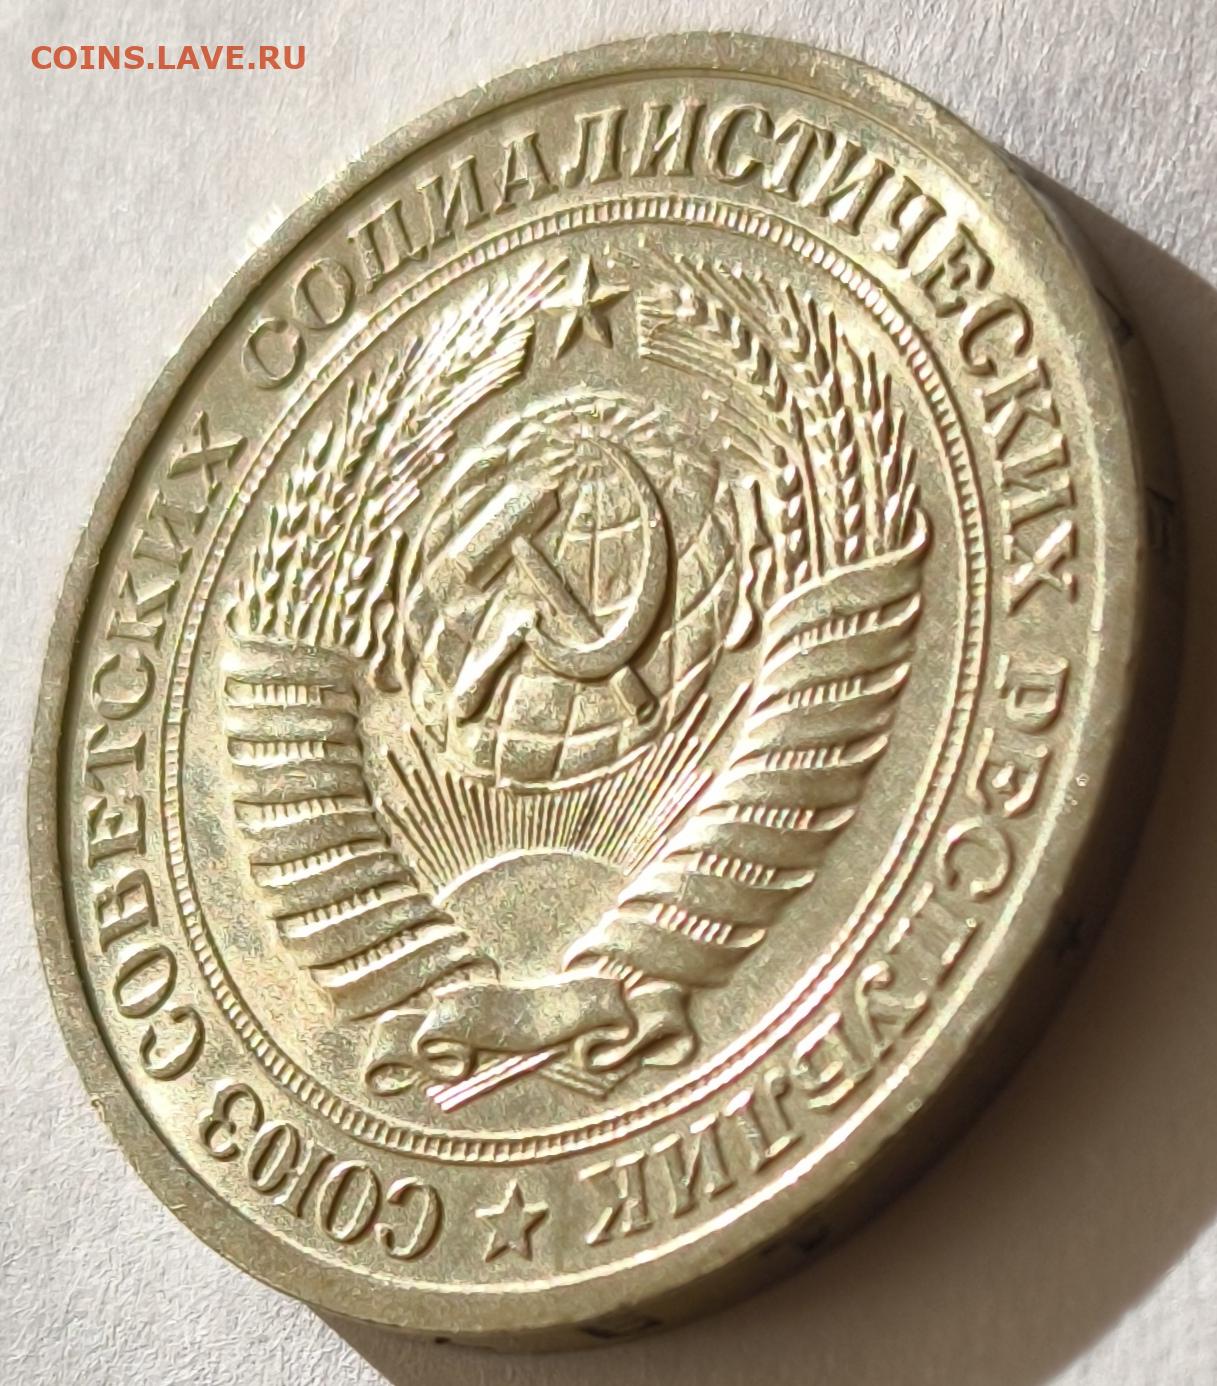 COINS.LAVE.RU
СОЮЗ СОВЕТСКИХ СОЦИАЛИСТИЧЕСКИХ РЕСПУБЛИК